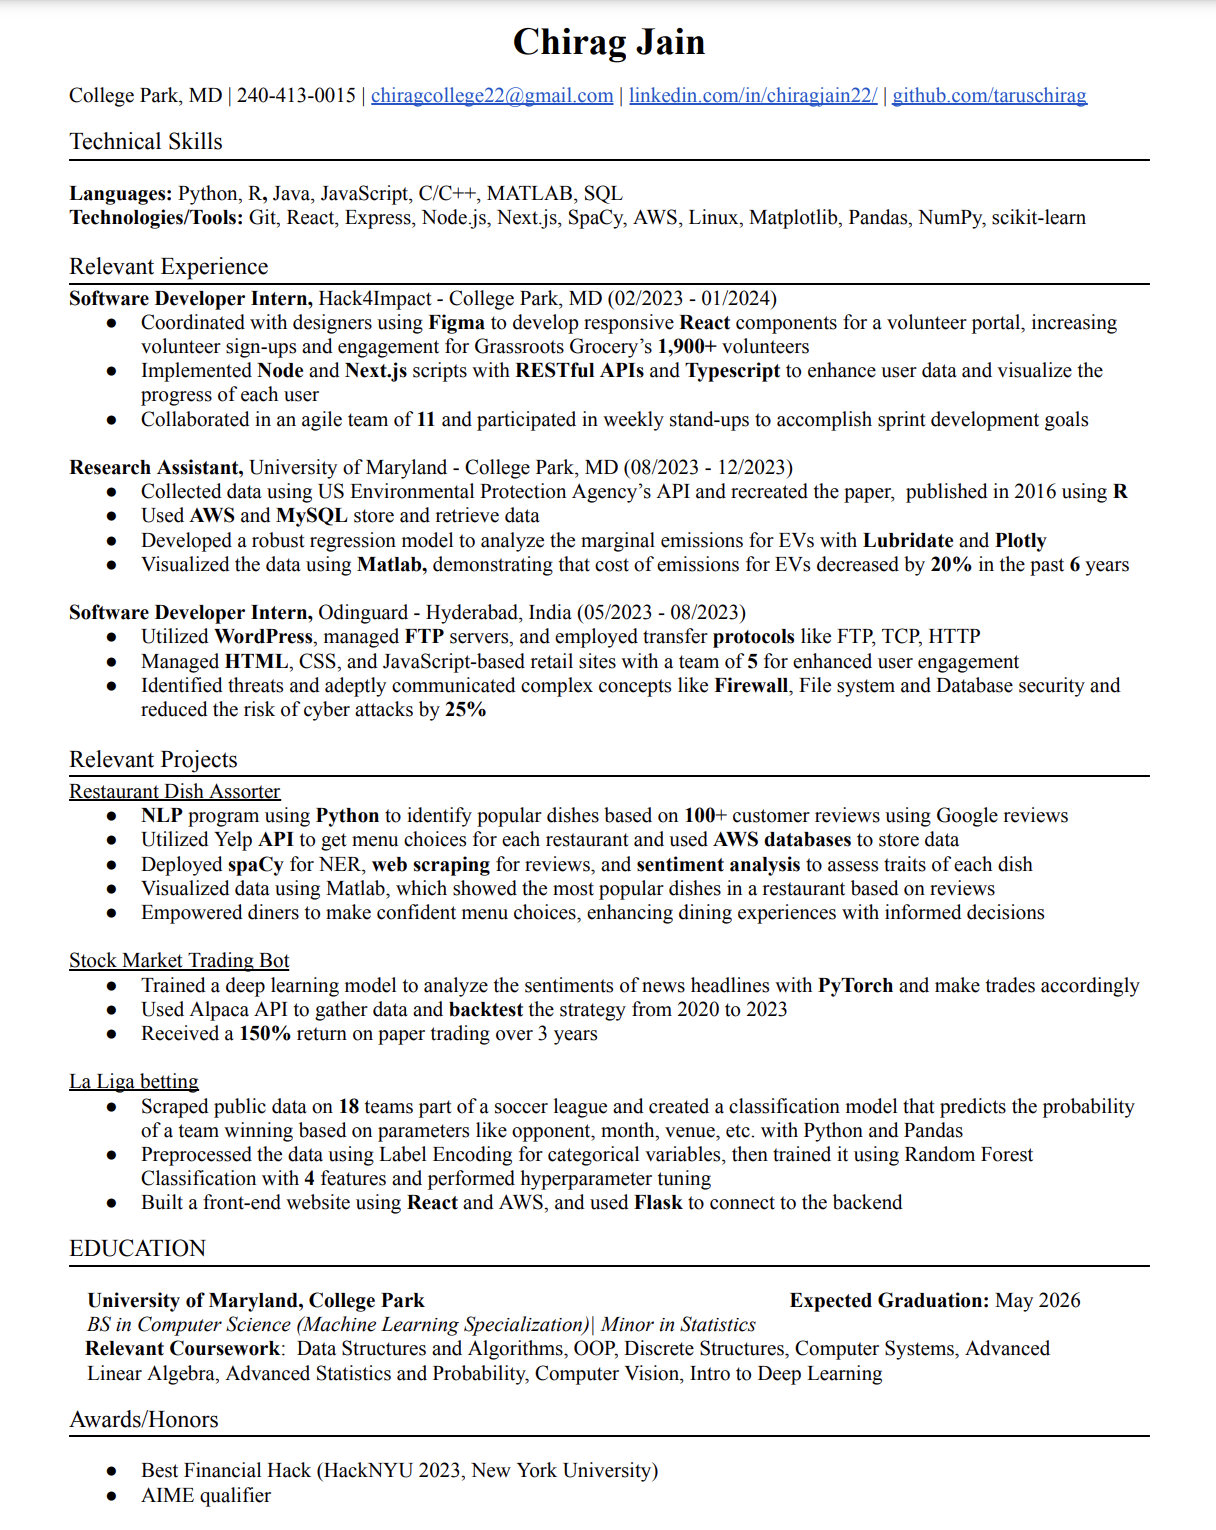 Chirag Jain
College Park, MD | 240-413-0015 | chiragcollege22@gmail.com | linkedin.com/in/chiragjain22/ | github.com/taruschirag
Technical Skills
Languages: Python, R, Java, JavaScript, C/C++, MATLAB, SQL
Technologies/Tools: Git, React, Express, Node.js, Next.js, SpaCy, AWS, Linux, Matplotlib, Pandas, NumPy, scikit-learn
Relevant Experience
Software Developer Intern, Hack4Impact - College Park, MD (02/2023 - 01/2024)
● Coordinated with designers using Figma to develop responsive React components for a volunteer portal, increasing
volunteer sign-ups and engagement for Grassroots Grocery’s 1,900+ volunteers
● Implemented Node and Next.js scripts with RESTful APIs and Typescript to enhance user data and visualize the
progress of each user
● Collaborated in an agile team of 11 and participated in weekly stand-ups to accomplish sprint development goals
Research Assistant, University of Maryland - College Park, MD (08/2023 - 12/2023)
● Collected data using US Environmental Protection Agency’s API and recreated the paper,  published in 2016 using R
● Used AWS and MySQL store and retrieve data
● Developed a robust regression model to analyze the marginal emissions for EVs with Lubridate and Plotly
● Visualized the data using Matlab, demonstrating that cost of emissions for EVs decreased by 20% in the past 6 years
Software Developer Intern, Odinguard - Hyderabad, India (05/2023 - 08/2023)
● Utilized WordPress, managed FTP servers, and employed transfer protocols like FTP, TCP, HTTP
● Managed HTML, CSS, and JavaScript-based retail sites with a team of 5 for enhanced user engagement
● Identified threats and adeptly communicated complex concepts like Firewall, File system and Database security and
reduced the risk of cyber attacks by 25%
Relevant Projects
Restaurant Dish Assorter
● NLP program using Python to identify popular dishes based on 100+ customer reviews using Google reviews
● Utilized Yelp API to get menu choices for each restaurant and used AWS databases to store data
● Deployed spaCy for NER, web scraping for reviews, and sentiment analysis to assess traits of each dish
● Visualized data using Matlab, which showed the most popular dishes in a restaurant based on reviews
● Empowered diners to make confident menu choices, enhancing dining experiences with informed decisions
Stock Market Trading Bot
● Trained a deep learning model to analyze the sentiments of news headlines with PyTorch and make trades accordingly
● Used Alpaca API to gather data and backtest the strategy from 2020 to 2023
● Received a 150% return on paper trading over 3 years
La Liga betting
● Scraped public data on 18 teams part of a soccer league and created a classification model that predicts the probability
of a team winning based on parameters like opponent, month, venue, etc. with Python and Pandas
● Preprocessed the data using Label Encoding for categorical variables, then trained it using Random Forest
Classification with 4 features and performed hyperparameter tuning
● Built a front-end website using React and AWS, and used Flask to connect to the backend
EDUCATION
University of Maryland, College Park Expected Graduation: May 2026
BS in Computer Science (Machine Learning Specialization)| Minor in Statistics
Relevant Coursework:  Data Structures and Algorithms, OOP, Discrete Structures, Computer Systems, Advanced
Linear Algebra, Advanced Statistics and Probability, Computer Vision, Intro to Deep Learning
Awards/Honors
● Best Financial Hack (HackNYU 2023, New York University)
● AIME qualifier